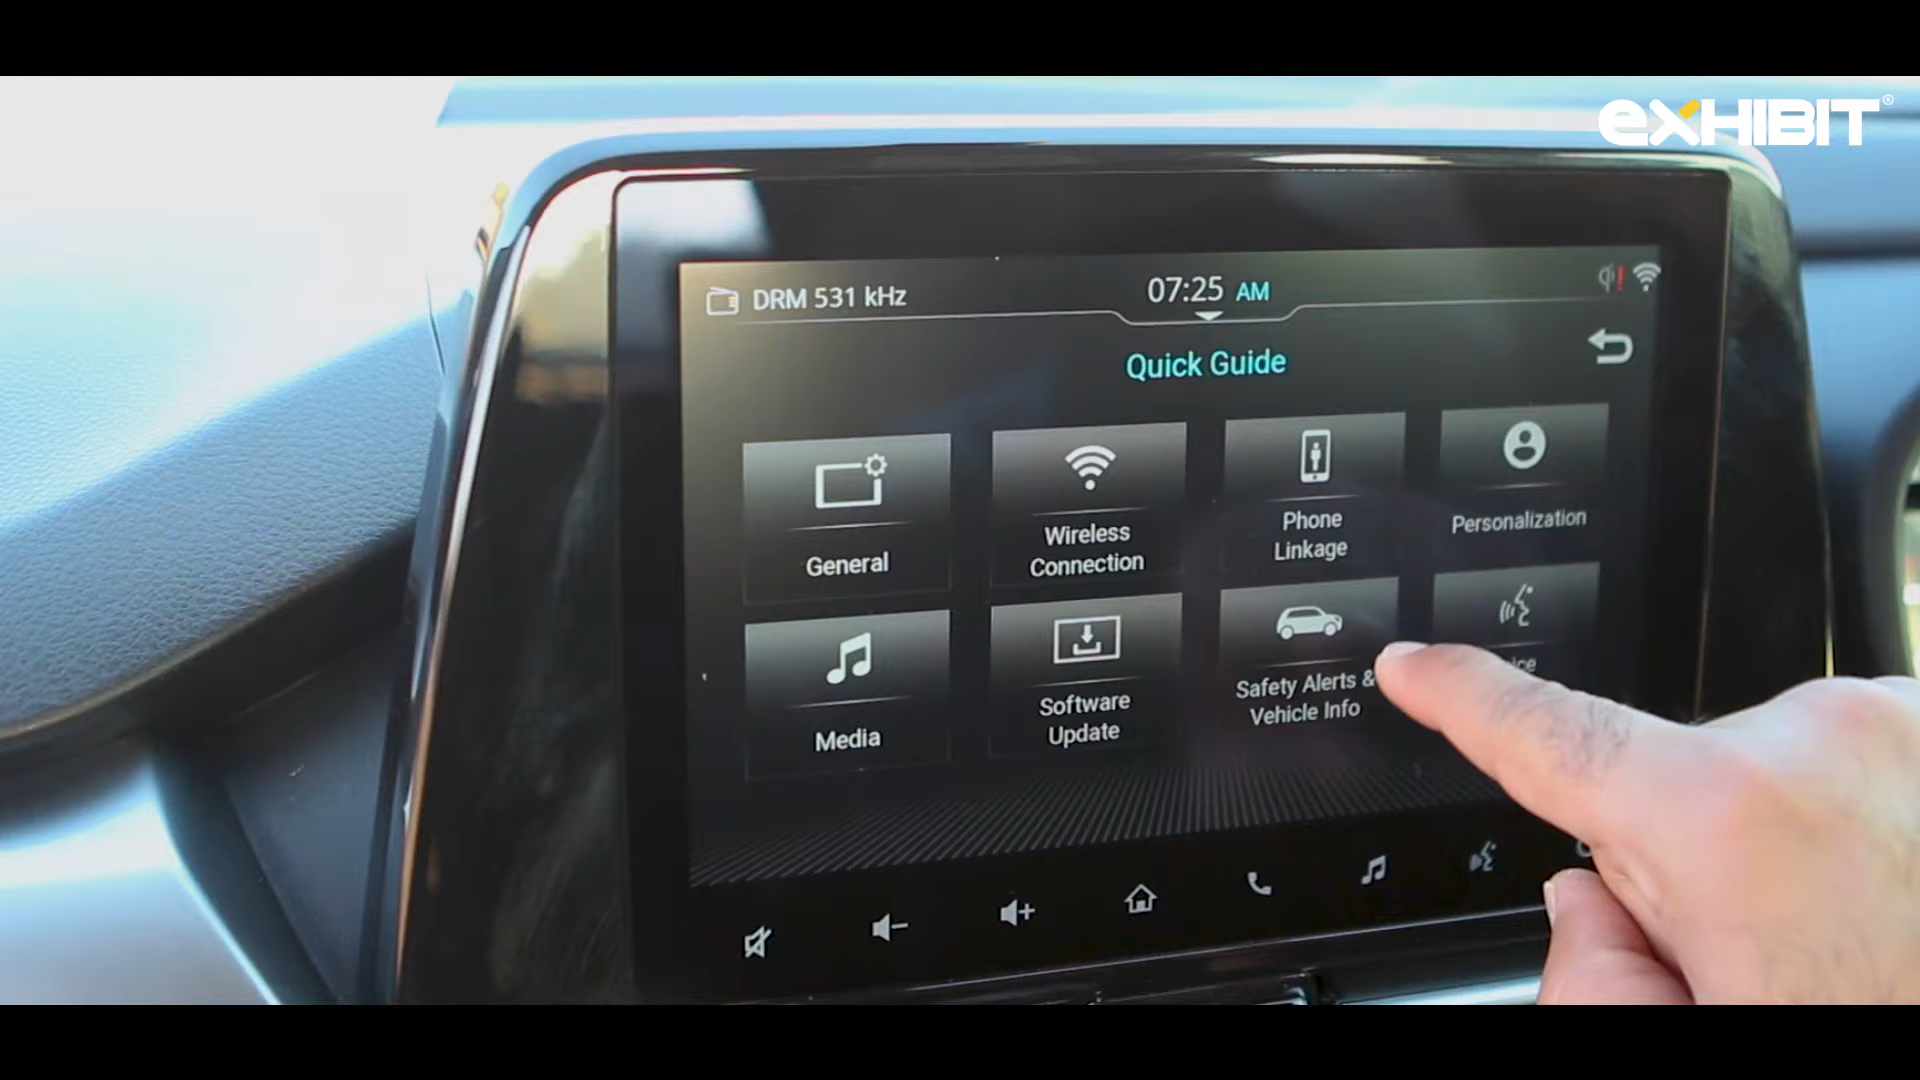 eXHIBIT®
DRM 531 kHz
07:25 AM
Quick Guide
General
Wireless
Connection
Phone
Linkage
Personalization
Media
Software
Update
Safety Alerts &
Vehicle Info